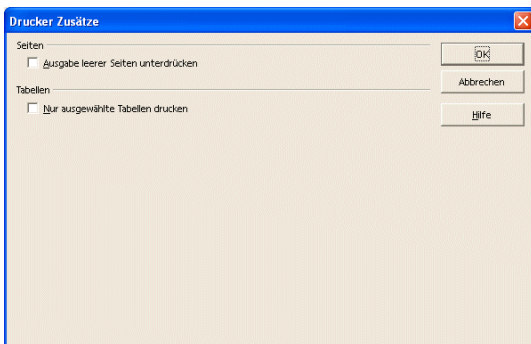 Drucker Zusätze
Seiten
Ausgabe leerer Seiten unterdrücken
Tabellen
Nur ausgewählte Tabellen drucken
OK
Abbrechen
Hilfe